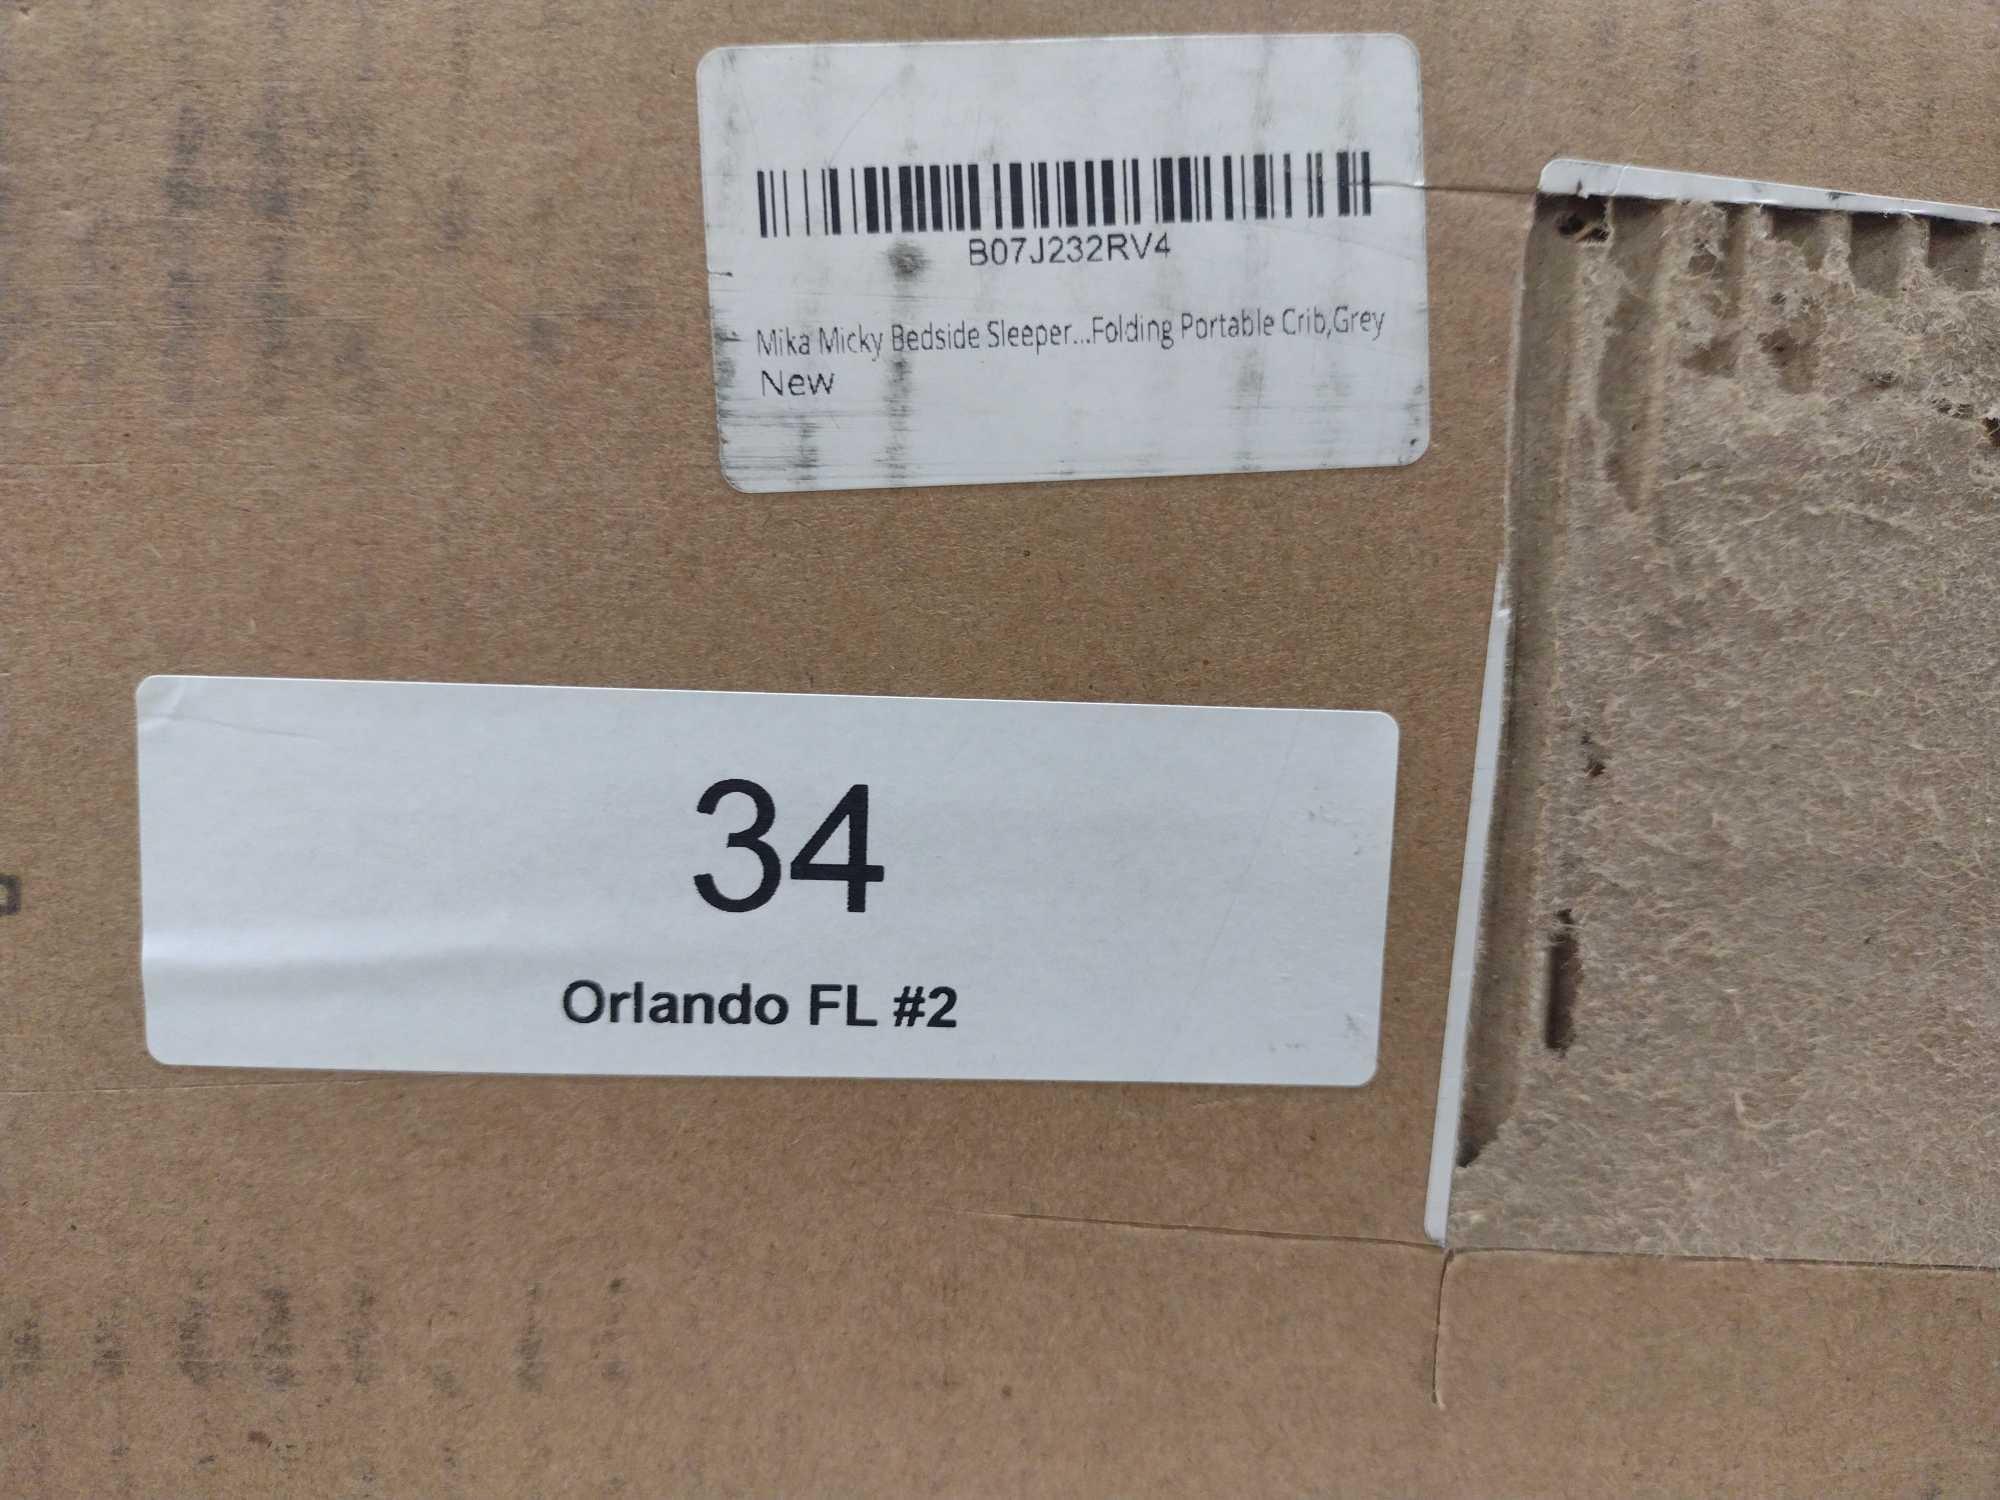 B07J232RV4
Mika Micky Bedside Sleeper...Folding Portable Crib,Grey
New
34
Orlando FL #2